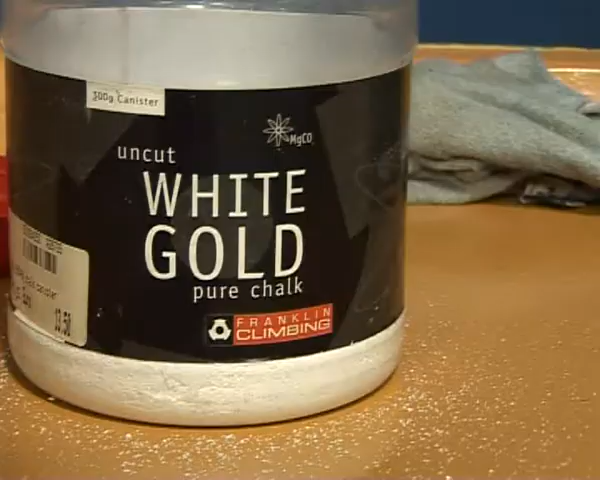 300g Canister
MgCO
uncut
WHITE
GOLD
pure chalk
FRANKLIN
CLIMBING
13.50